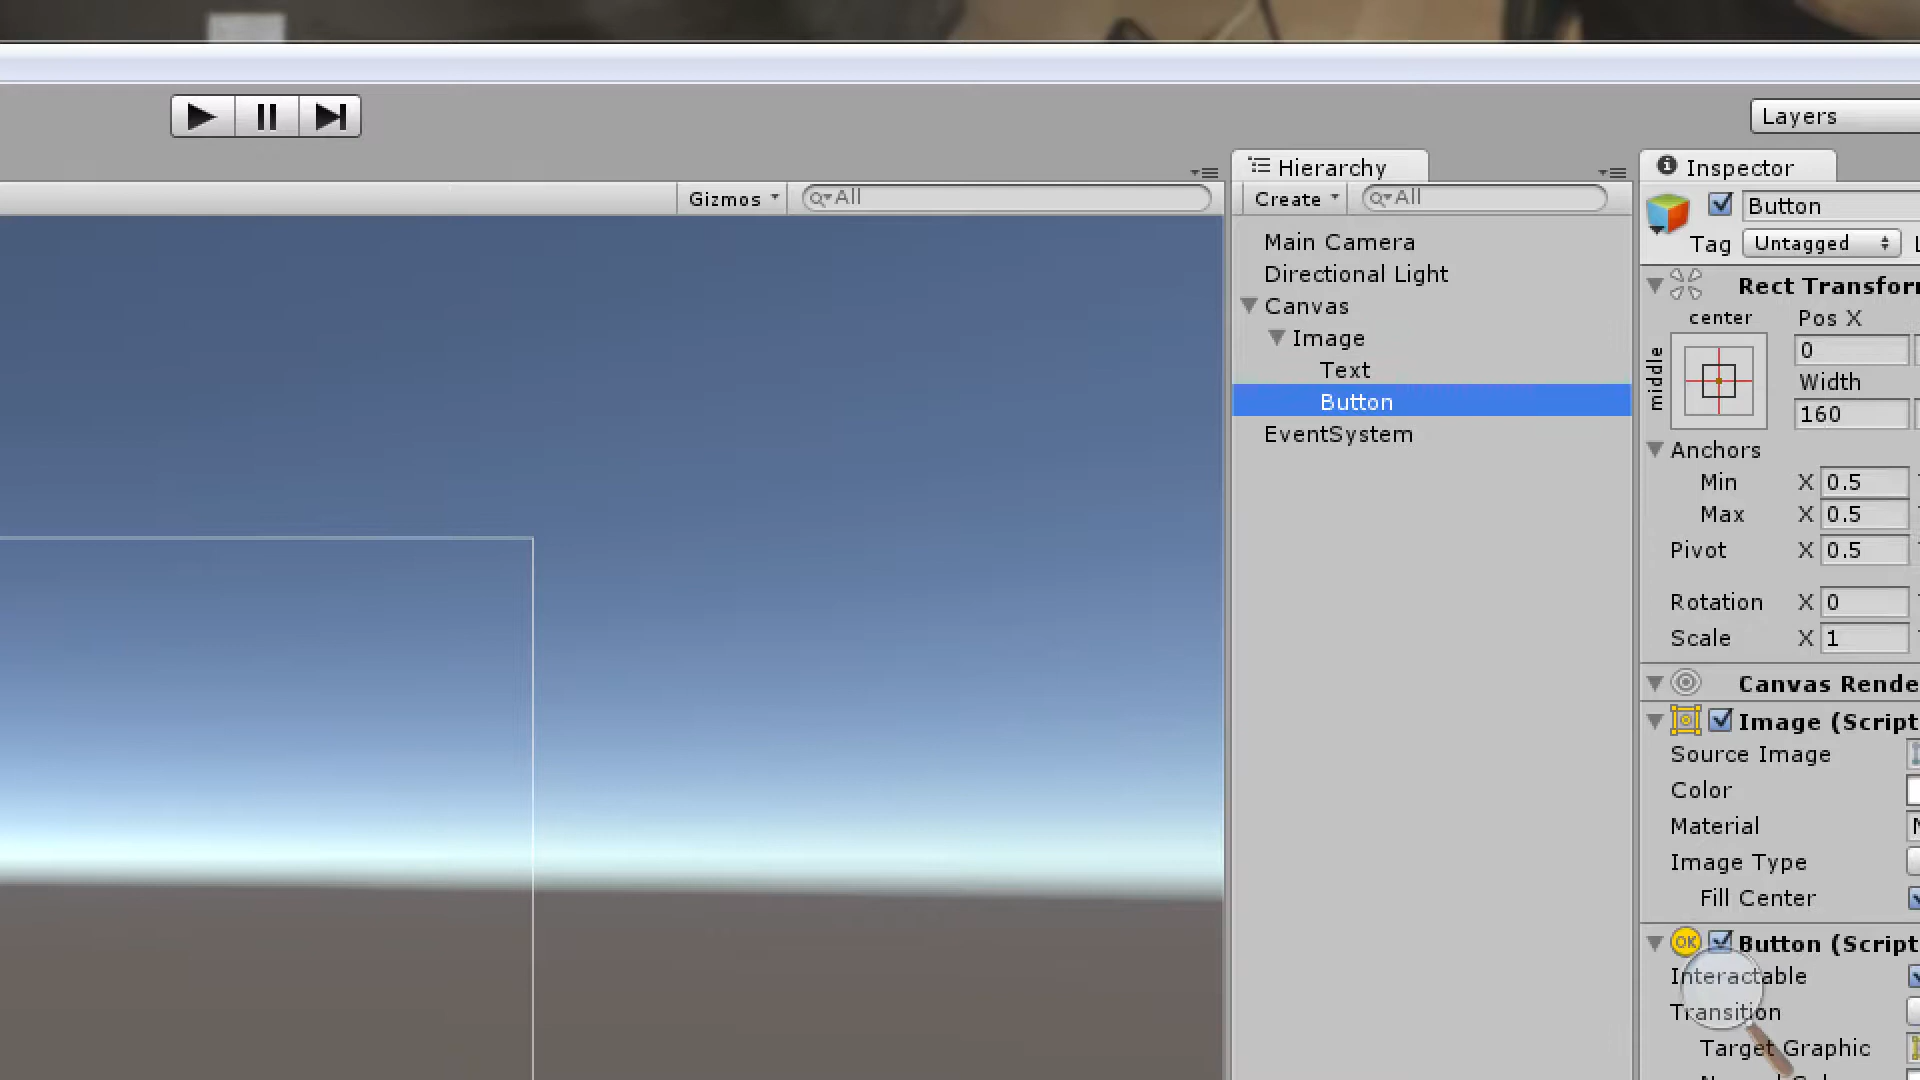 Layers
Hierarchy
Inspector
Gizmos
All
Create
All
Button
Tag
Untagged
Main Camera
Directional Light
Canvas
Image
Text
Button
EventSystem
Rect Transfor
center
Pos X
middle
0
Width
160
Anchors
Min X 0.5
Max X 0.5
Pivot X 0.5
Rotation X 0
Scale X 1
Canvas Rende
Image (Script
Source Image
Color
Material
Image Type
Fill Center
OK Button (Script
Interactable
Transition
Target Graphic